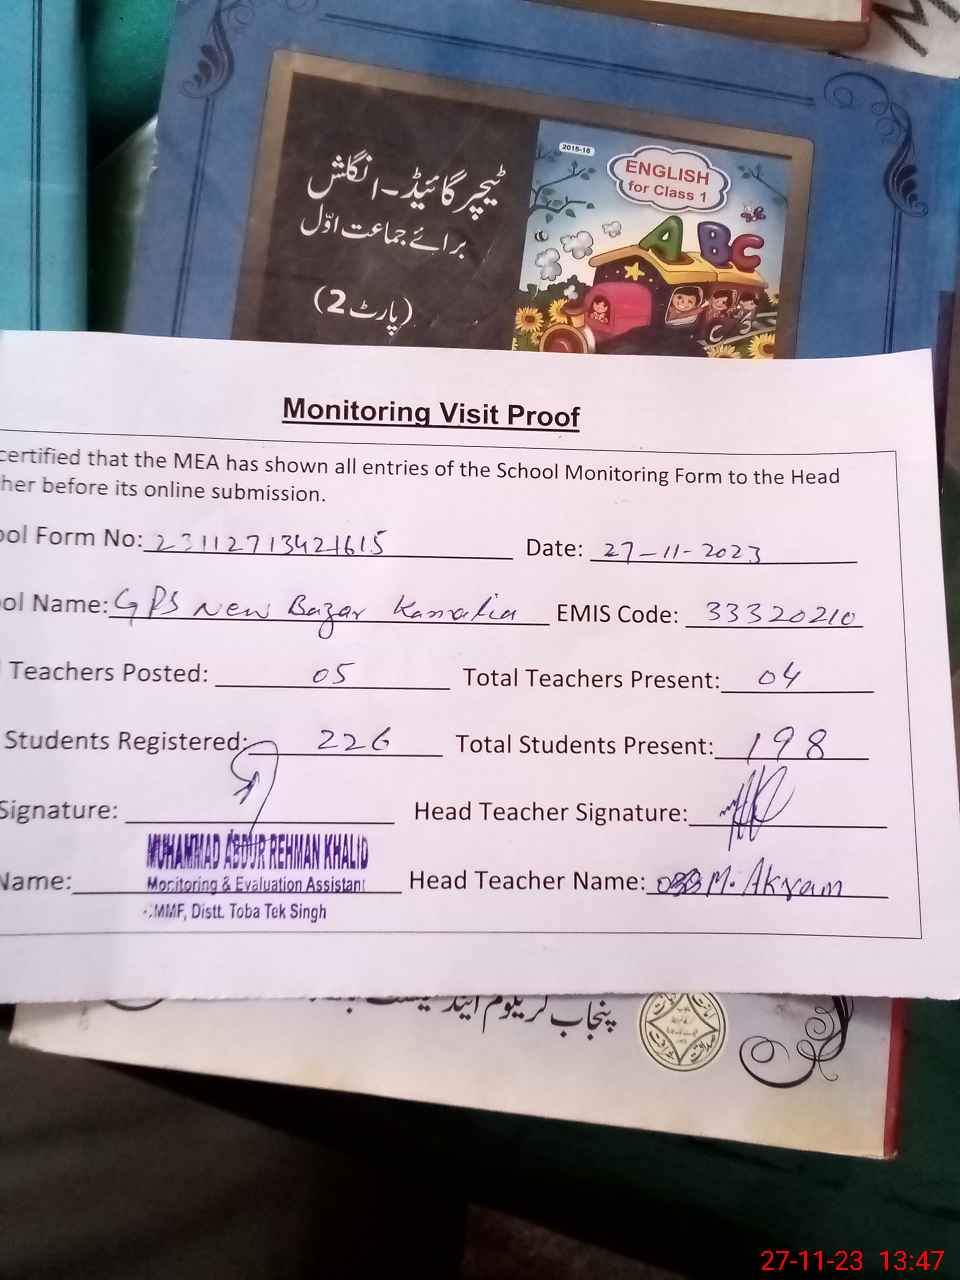 ٹیچر گائیڈ - انگلش
برائے جماعت اوّل
(پارٹ 2)
2015-16
ENGLISH
for Class 1
ABC
Monitoring Visit Proof
certified that the MEA has shown all entries of the School Monitoring Form to the Head
her before its online submission.
ool Form No: 23112713421615 Date: 27-11-2023
ool Name: GPS New Bazar Kamalia EMIS Code: 33320210
Teachers Posted: 05 Total Teachers Present: 04
Students Registered: 226 Total Students Present: 198
Signature: Head Teacher Signature:
MUHAMMAD ABDUR REHMAN KHALID
Name: Monitoring & Evaluation Assistant Head Teacher Name: M. Akram
CMMF, Distt. Toba Tek Singh
پنجاب کریکولم اینڈ
27-11-23 13:47